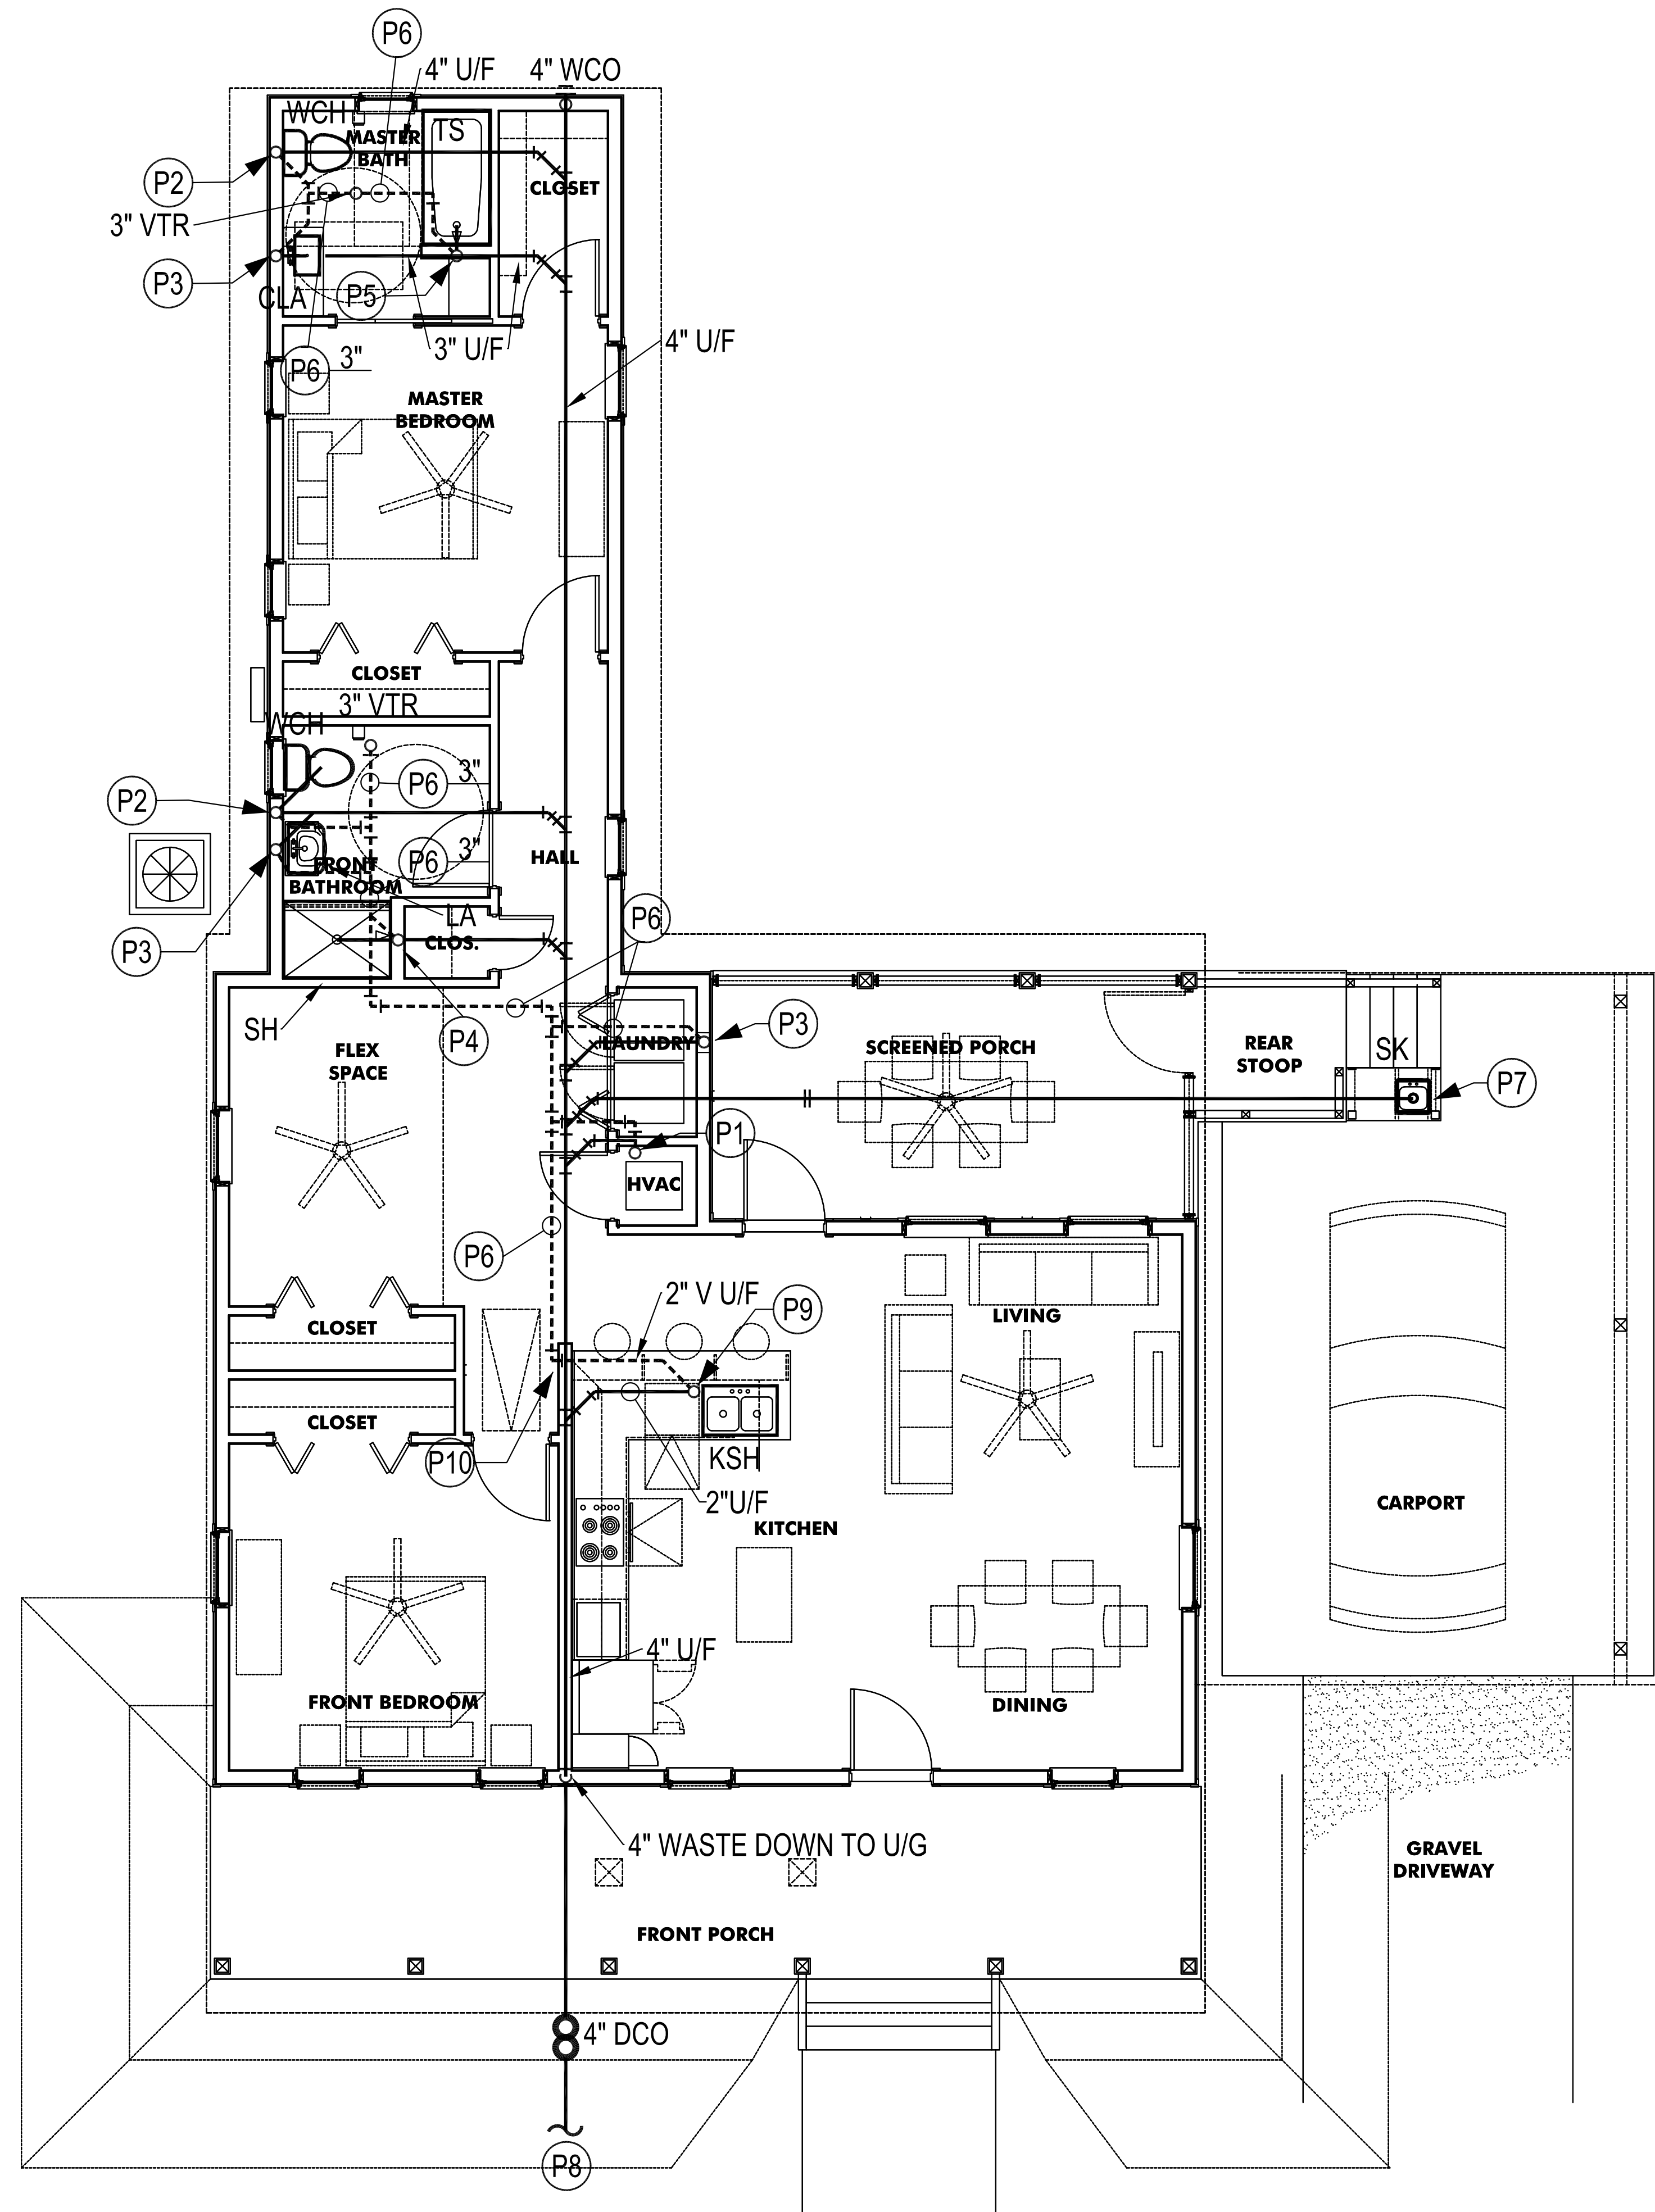 P6
4" U/F
4" WCO
WCH
TS
MASTER
BATH
P2
CLOSET
3" VTR
P3
CLA
P5
3" U/F
4" U/F
P6
3"
MASTER
BEDROOM
CLOSET
3" VTR
WCH
P6
3"
P2
P6
3"
HALL
FRONT
BATHROOM
LA
P6
CLOS.
P3
SH
P4
FLEX
SPACE
LAUNDRY
P3
SCREENED PORCH
REAR
STOOP
SK
P7
P1
HVAC
P6
2" V U/F
P9
LIVING
CLOSET
CLOSET
P10
KSH
2"U/F
KITCHEN
CARPORT
4" U/F
FRONT BEDROOM
DINING
4" WASTE DOWN TO U/G
GRAVEL
DRIVEWAY
FRONT PORCH
4" DCO
P8